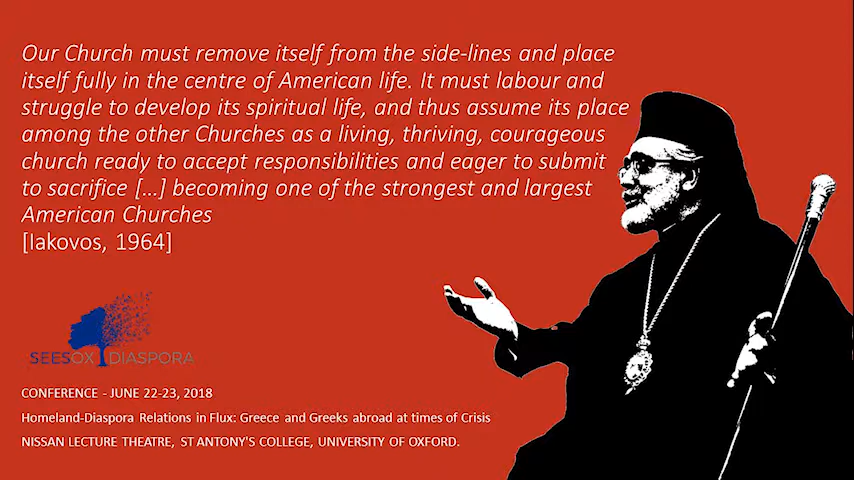 Our Church must remove itself from the side-lines and place
itself fully in the centre of American life. It must labour and
struggle to develop its spiritual life, and thus assume its place
among the other Churches as a living, thriving, courageous
church ready to accept responsibilities and eager to submit
to sacrifice […] becoming one of the strongest and largest
American Churches
[Iakovos, 1964]
SEESOX DIASPORA
CONFERENCE - JUNE 22-23, 2018
Homeland-Diaspora Relations in Flux: Greece and Greeks abroad at times of Crisis
NISSAN LECTURE THEATRE, ST ANTONY'S COLLEGE, UNIVERSITY OF OXFORD.